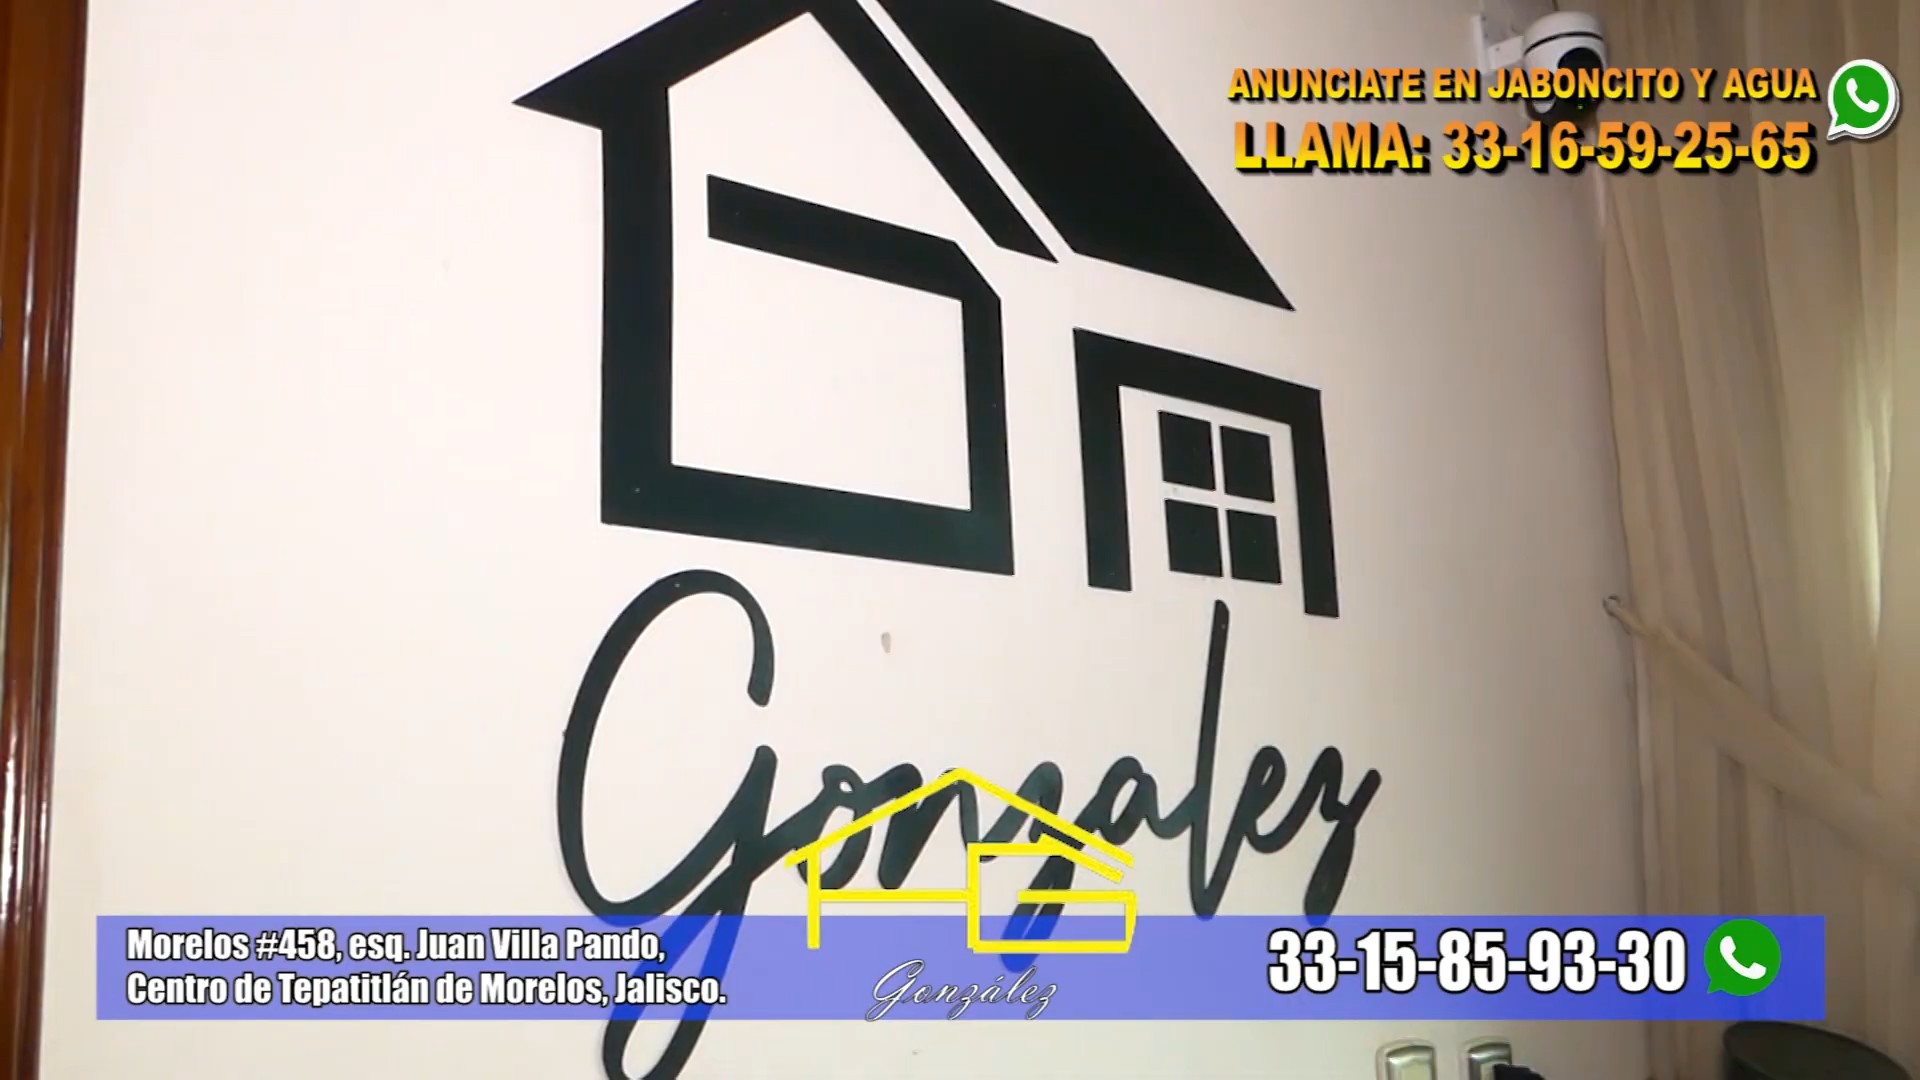 ANUNCIATE EN JABONCITO Y AGUA
LLAMA: 33-16-59-25-65
Gonzalez
Morelos #458, esq. Juan Villa Pando,
Centro de Tepatitlán de Morelos, Jalisco.
González
33-15-85-93-30